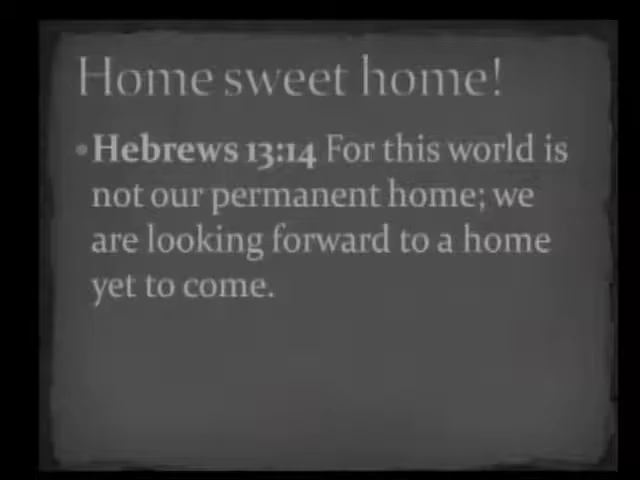 Home sweet home!
•Hebrews 13:14 For this world is
not our permanent home; we
are looking forward to a home
yet to come.